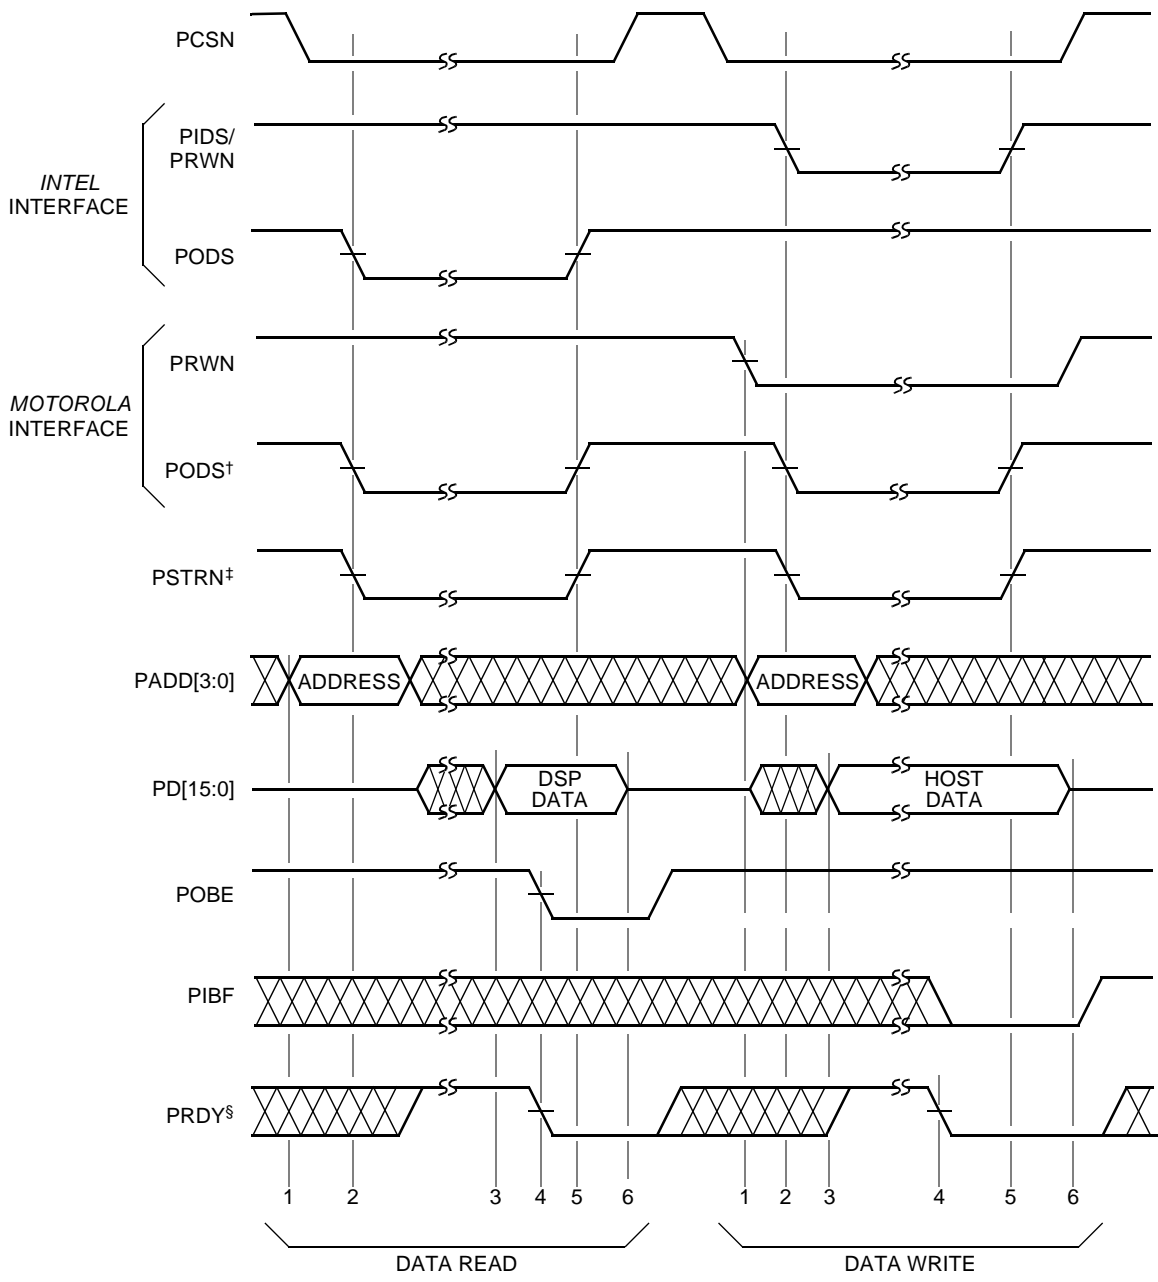 PCSN
PIDS/
PRWN
INTEL
INTERFACE
PODS
PRWN
MOTOROLA
INTERFACE
PODS†
PSTRN‡
PADD[3:0]
ADDRESS
ADDRESS
PD[15:0]
DSP
DATA
HOST
DATA
POBE
PIBF
PRDY§
1 2 3 4 5 6 1 2 3 4 5 6
DATA READ
DATA WRITE